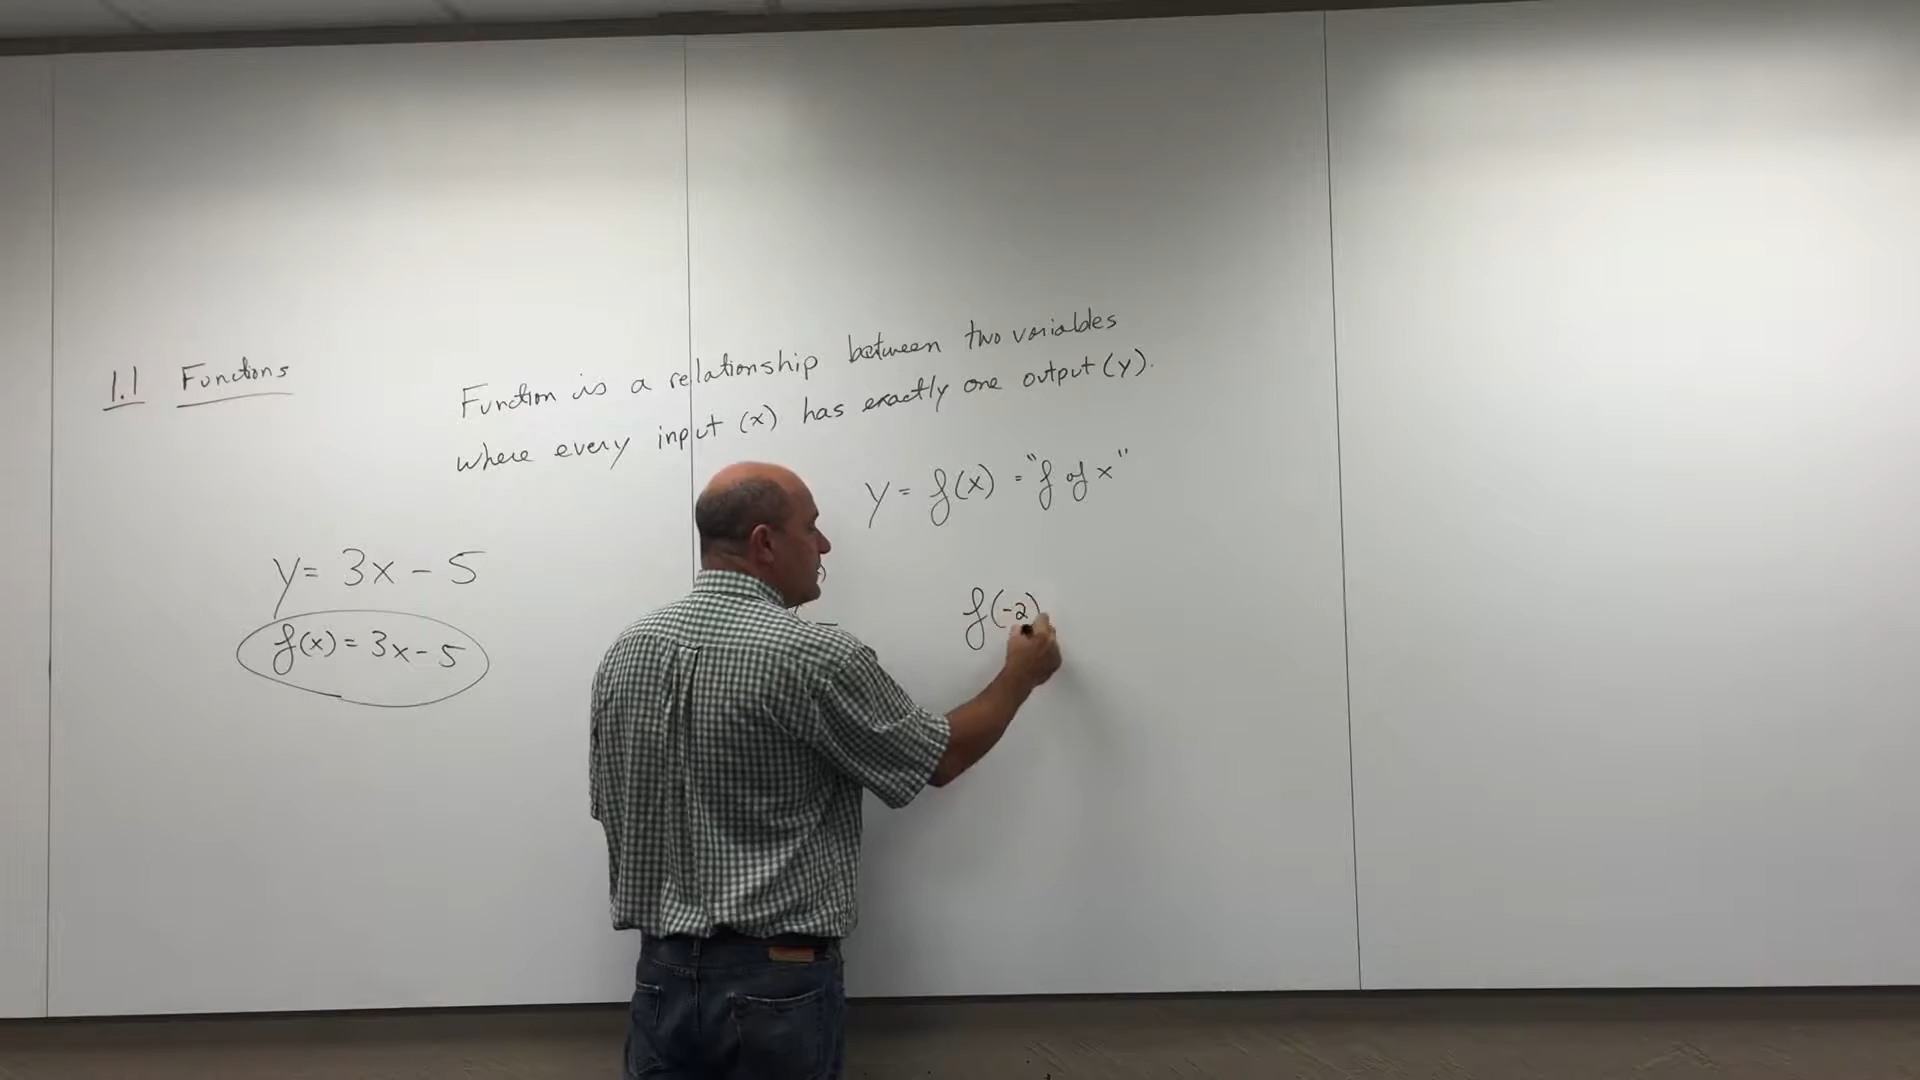 1.1 Functions
Function is a relationship between two variables
where every input (x) has exactly one output (y).
y = f(x) = "f of x"
y = 3x - 5
f(x) = 3x - 5
f(-2)